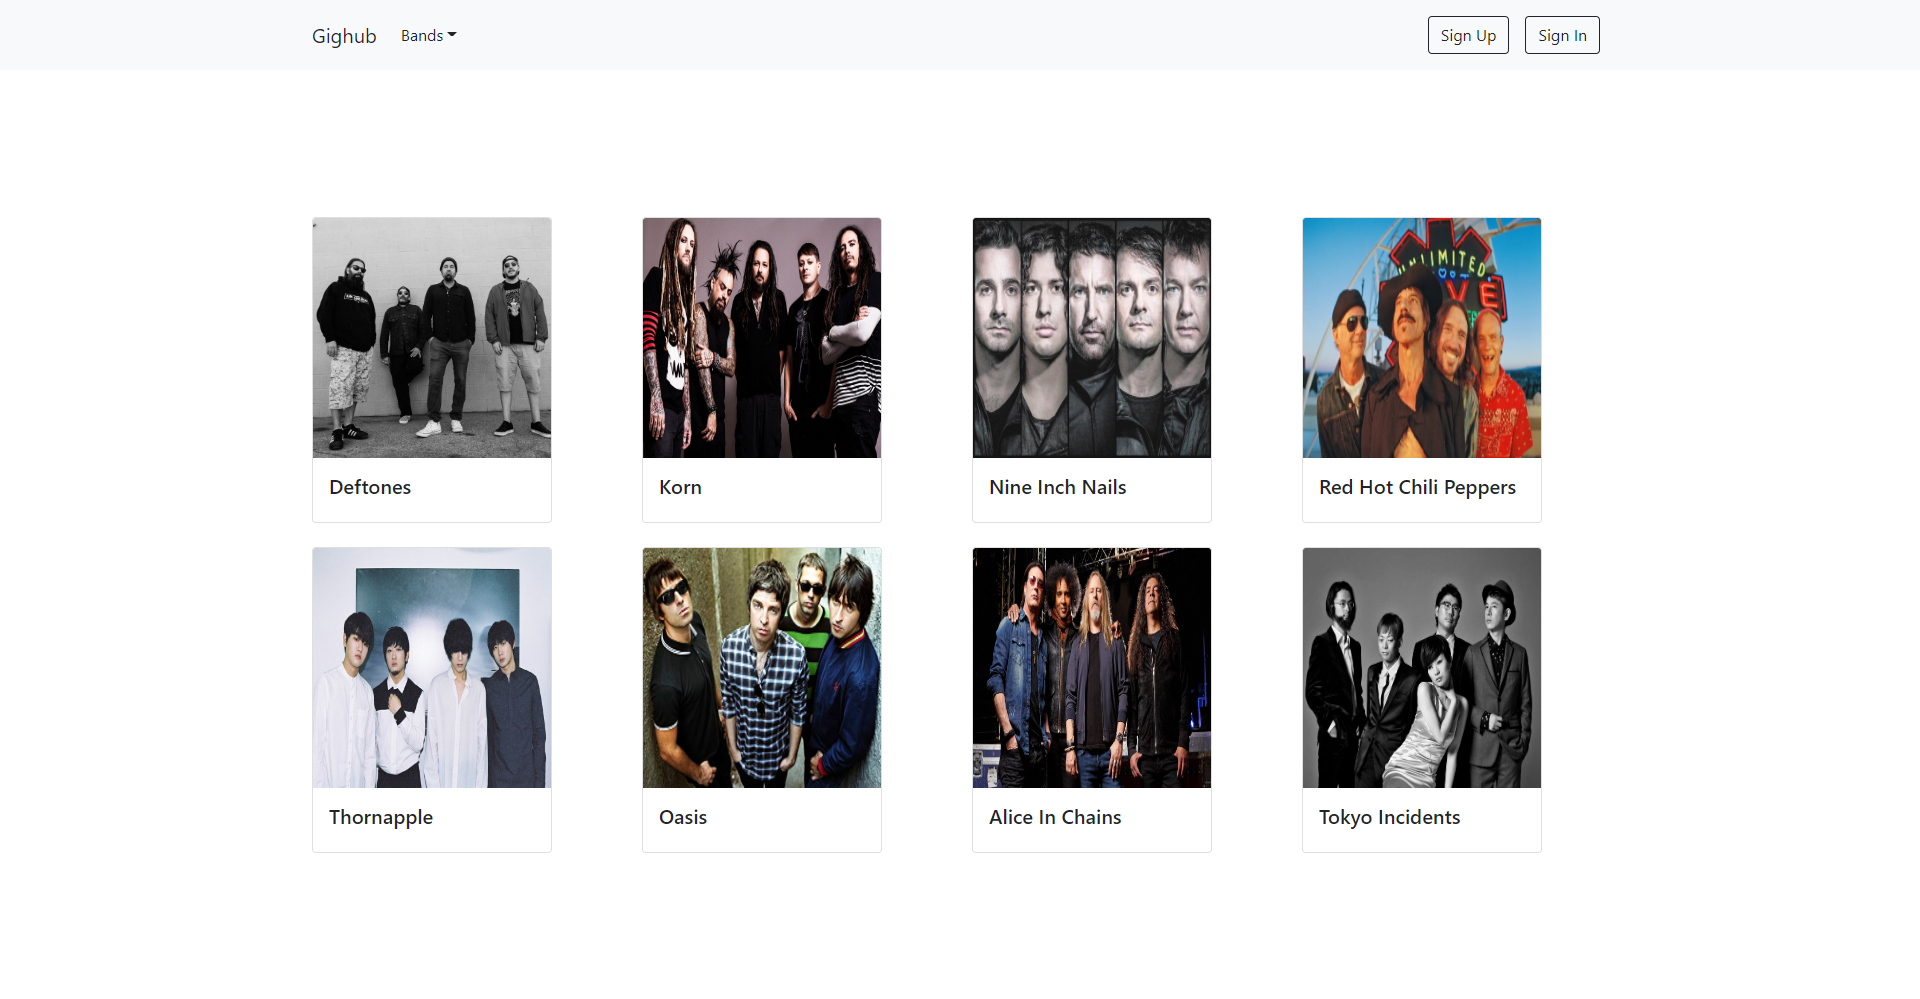 Gighub
Bands
Sign Up
Sign In
UNLIMITED
Deftones
Korn
Nine Inch Nails
Red Hot Chili Peppers
Thornapple
Oasis
Alice In Chains
Tokyo Incidents